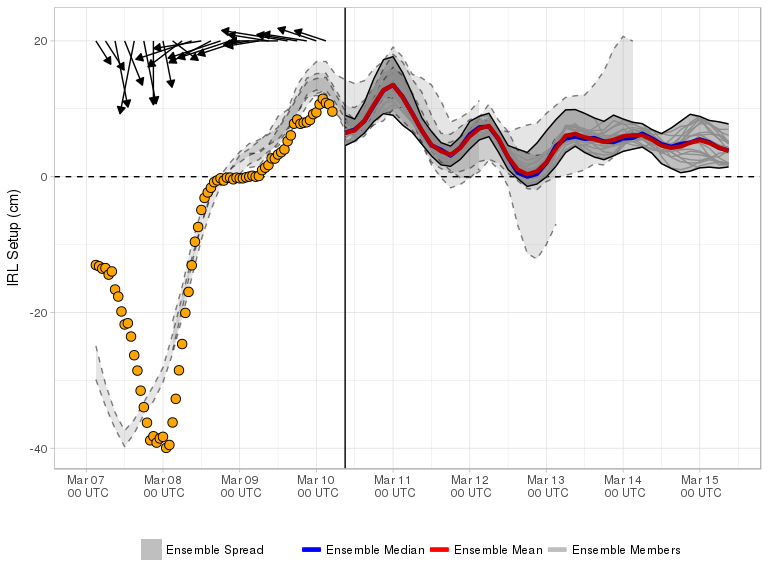 20
0
-20
-40
IRL Setup (cm)
Mar 07 Mar 08 Mar 09 Mar 10 Mar 11 Mar 12 Mar 13 Mar 14 Mar 15
00 UTC 00 UTC 00 UTC 00 UTC 00 UTC 00 UTC 00 UTC 00 UTC 00 UTC
Ensemble Spread Ensemble Median Ensemble Mean Ensemble Members